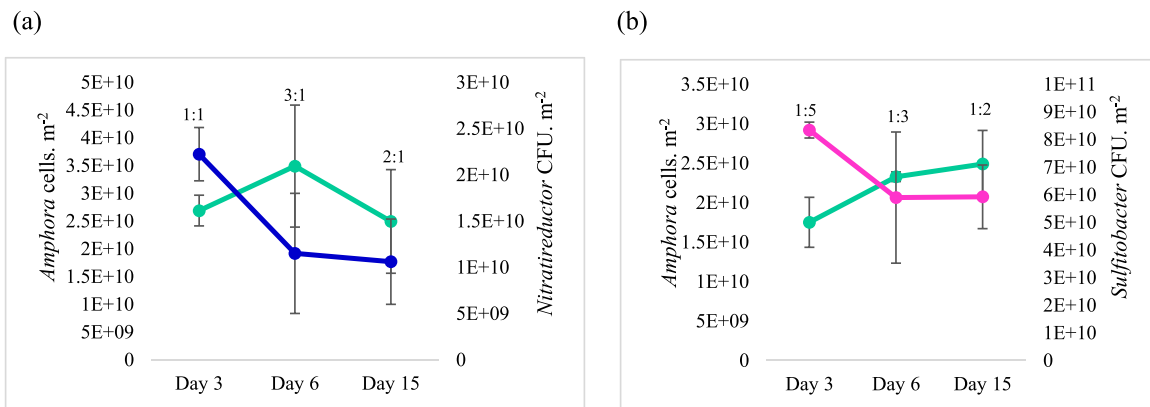 (a)
5E+10
4.5E+10
4E+10
3.5E+10
3E+10
2.5E+10
2E+10
1.5E+10
1E+10
5E+09
0
Amphora cells. m-2
1:1
3:1
2:1
3E+10
2.5E+10
2E+10
1.5E+10
1E+10
5E+09
0
Nitratireductor CFU. m-2
Day 3 Day 6 Day 15
(b)
3.5E+10
3E+10
2.5E+10
2E+10
1.5E+10
1E+10
5E+09
0
Amphora cells. m-2
1:5
1:3
1:2
1E+11
9E+10
8E+10
7E+10
6E+10
5E+10
4E+10
3E+10
2E+10
1E+10
0
Sulfitobacter CFU. m-2
Day 3 Day 6 Day 15